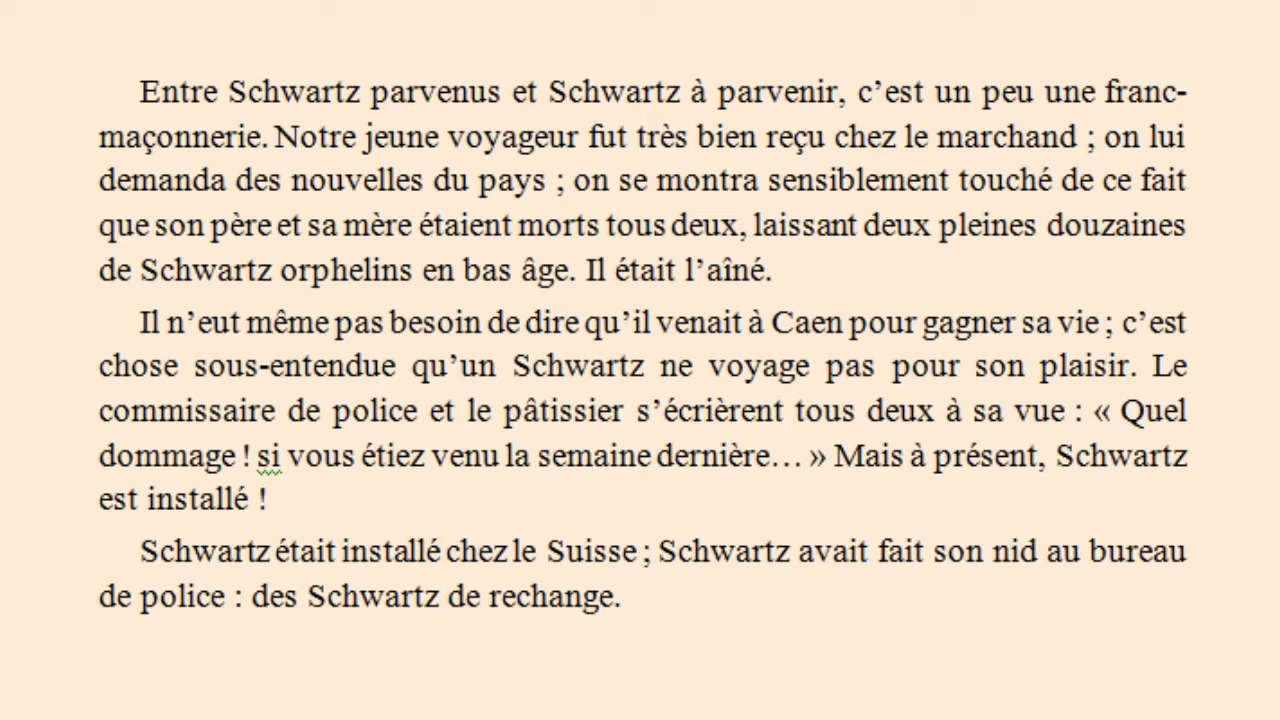 Entre Schwartz parvenus et Schwartz à parvenir, c’est un peu une franc-
maçonnerie. Notre jeune voyageur fut très bien reçu chez le marchand ; on lui
demanda des nouvelles du pays ; on se montra sensiblement touché de ce fait
que son père et sa mère étaient morts tous deux, laissant deux pleines douzaines
de Schwartz orphelins en bas âge. Il était l’aîné.
Il n’eut même pas besoin de dire qu’il venait à Caen pour gagner sa vie ; c’est
chose sous-entendue qu’un Schwartz ne voyage pas pour son plaisir. Le
commissaire de police et le pâtissier s’écrièrent tous deux à sa vue : « Quel
dommage ! si vous étiez venu la semaine dernière… » Mais à présent, Schwartz
est installé !
Schwartz était installé chez le Suisse ; Schwartz avait fait son nid au bureau
de police : des Schwartz de rechange.